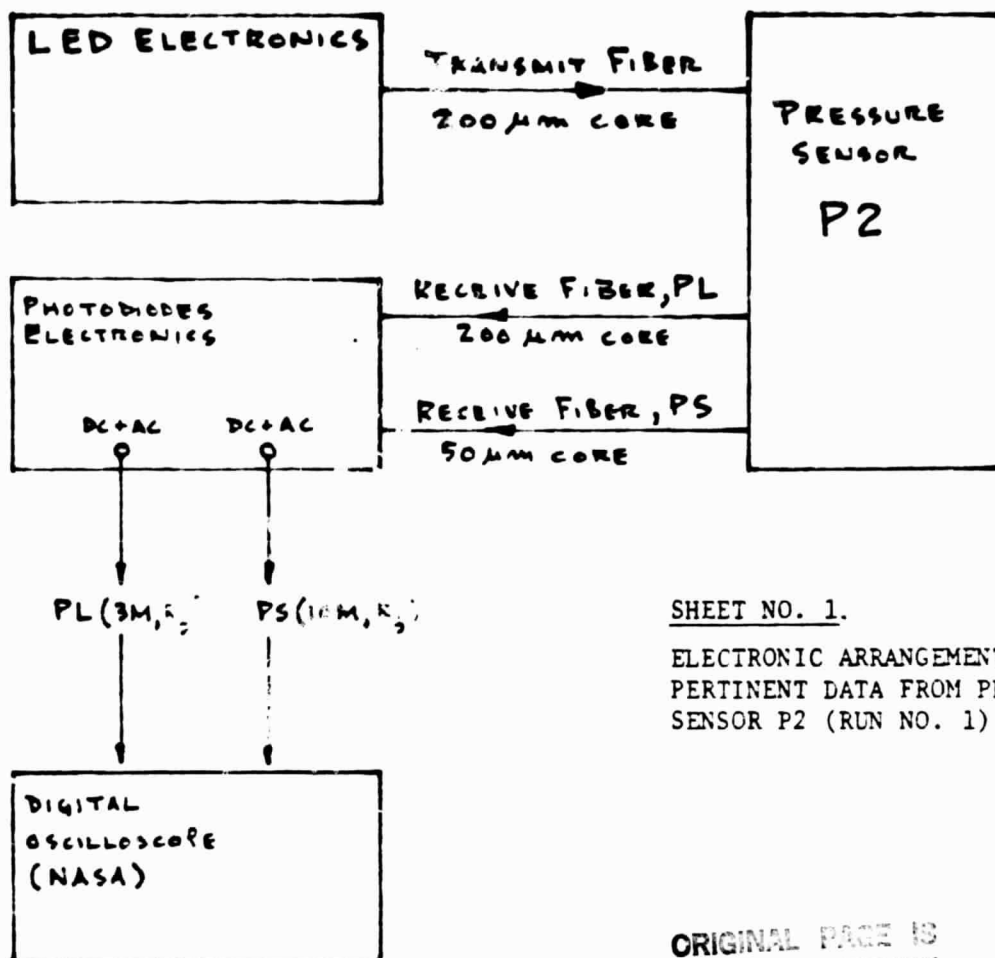 LED ELECTRONICS
TRANSMIT FIBER
200 µm CORE
PRESSURE
SENSOR
P2
RECEIVE FIBER, PL
200 µm CORE
PHOTODIODES
ELECTRONICS
DC+AC DC+AC
RECEIVE FIBER, PS
50 µm CORE
PL (3M, PS (
SHEET NO. 1.
ELECTRONIC ARRANGEMENT
PERTINENT DATA FROM
SENSOR P2 (RUN NO. 1)
DIGITAL
OSCILLOSCOPE
(NASA)
ORIGINAL PAGE IS